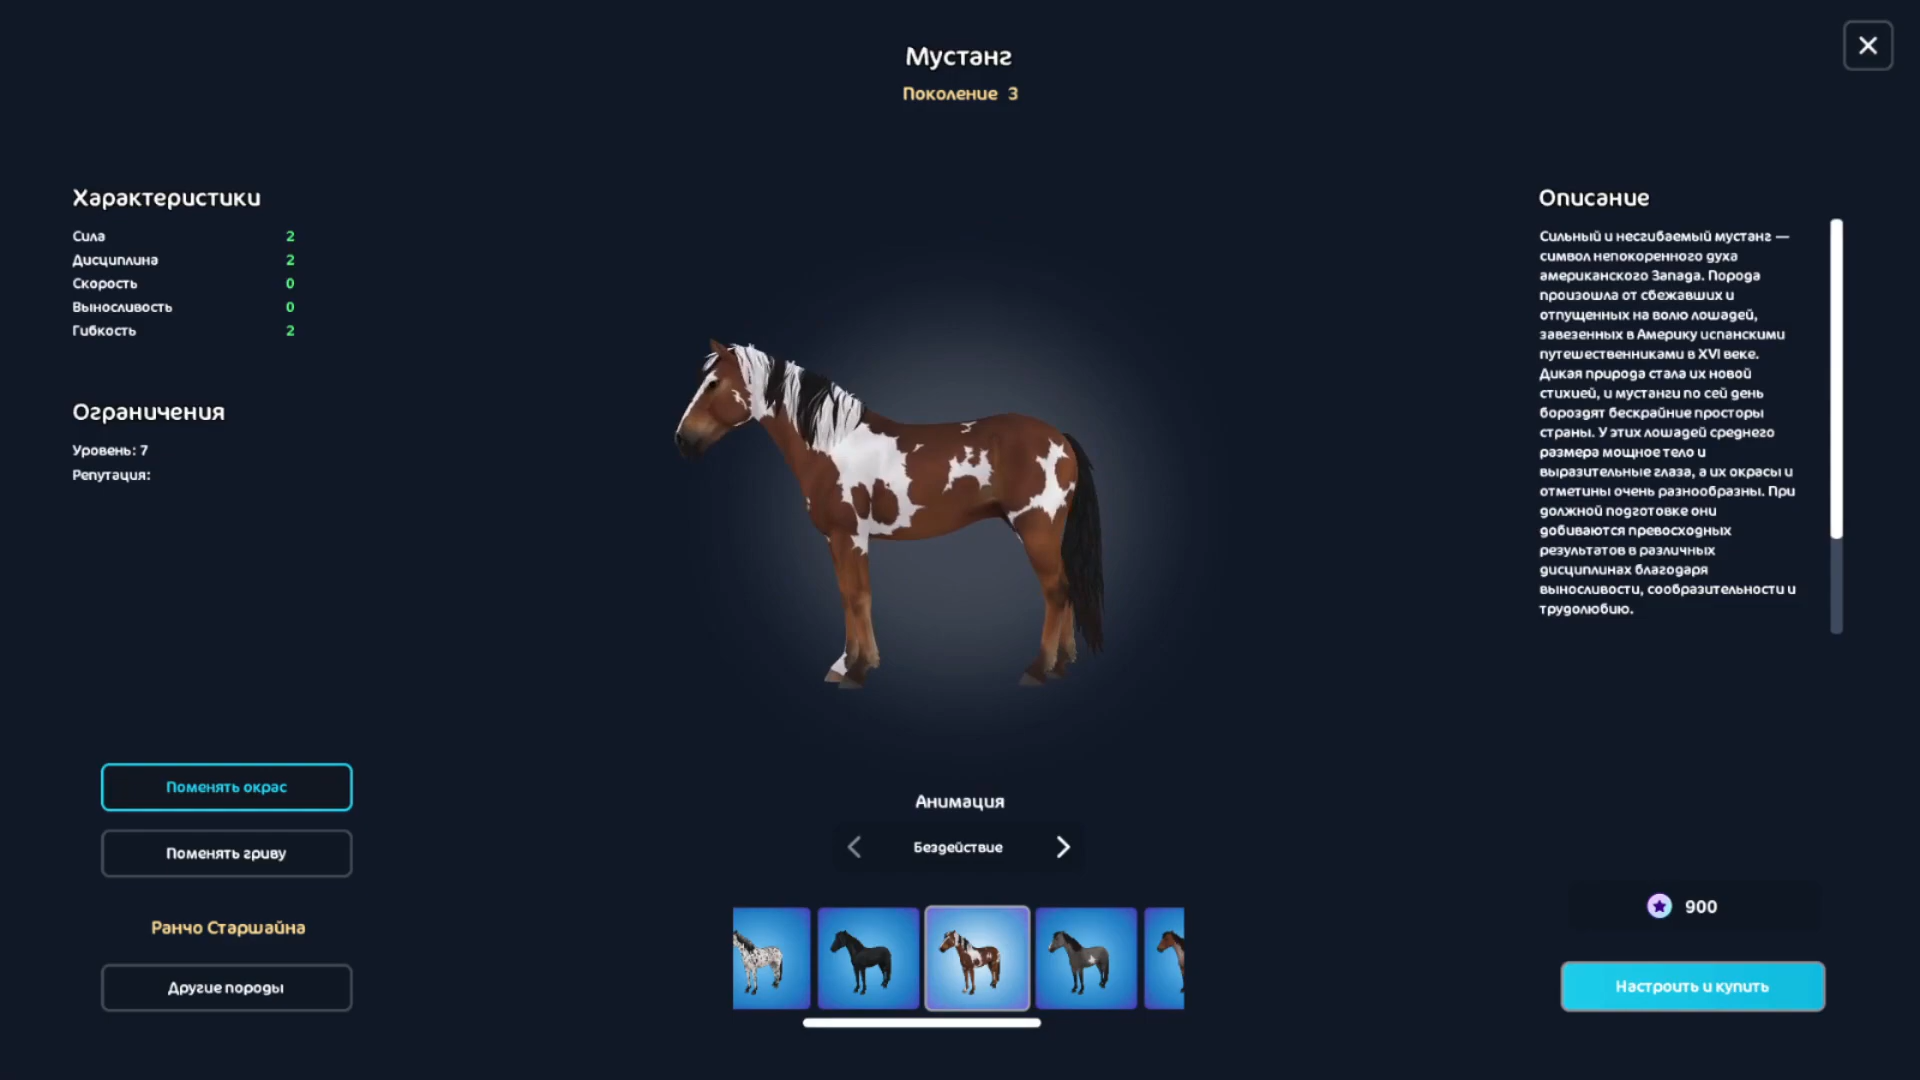 Мустанг
Поколение 3
Характеристики
Сила 2
Дисциплина 2
Скорость 0
Выносливость 0
Гибкость 2
Ограничения
Уровень: 7
Репутация:
Описание
Сильный и несгибаемый мустанг —
символ непокоренного духа
американского Запада. Порода
произошла от сбежавших и
отпущенных на волю лошадей,
завезенных в Америку испанскими
путешественниками в XVI веке.
Дикая природа стала их новой
стихией, и мустанги по сей день
бороздят бескрайние просторы
страны. У этих лошадей среднего
размера мощное тело и
выразительные глаза, а их окрасы и
отметины очень разнообразны. При
должной подготовке они
добиваются превосходных
результатов в различных
дисциплинах благодаря
выносливости, сообразительности и
трудолюбию.
Поменять окрас
Поменять гриву
Ранчо Старшайна
Другие породы
Анимация
Бездействие
900
Настроить и купить